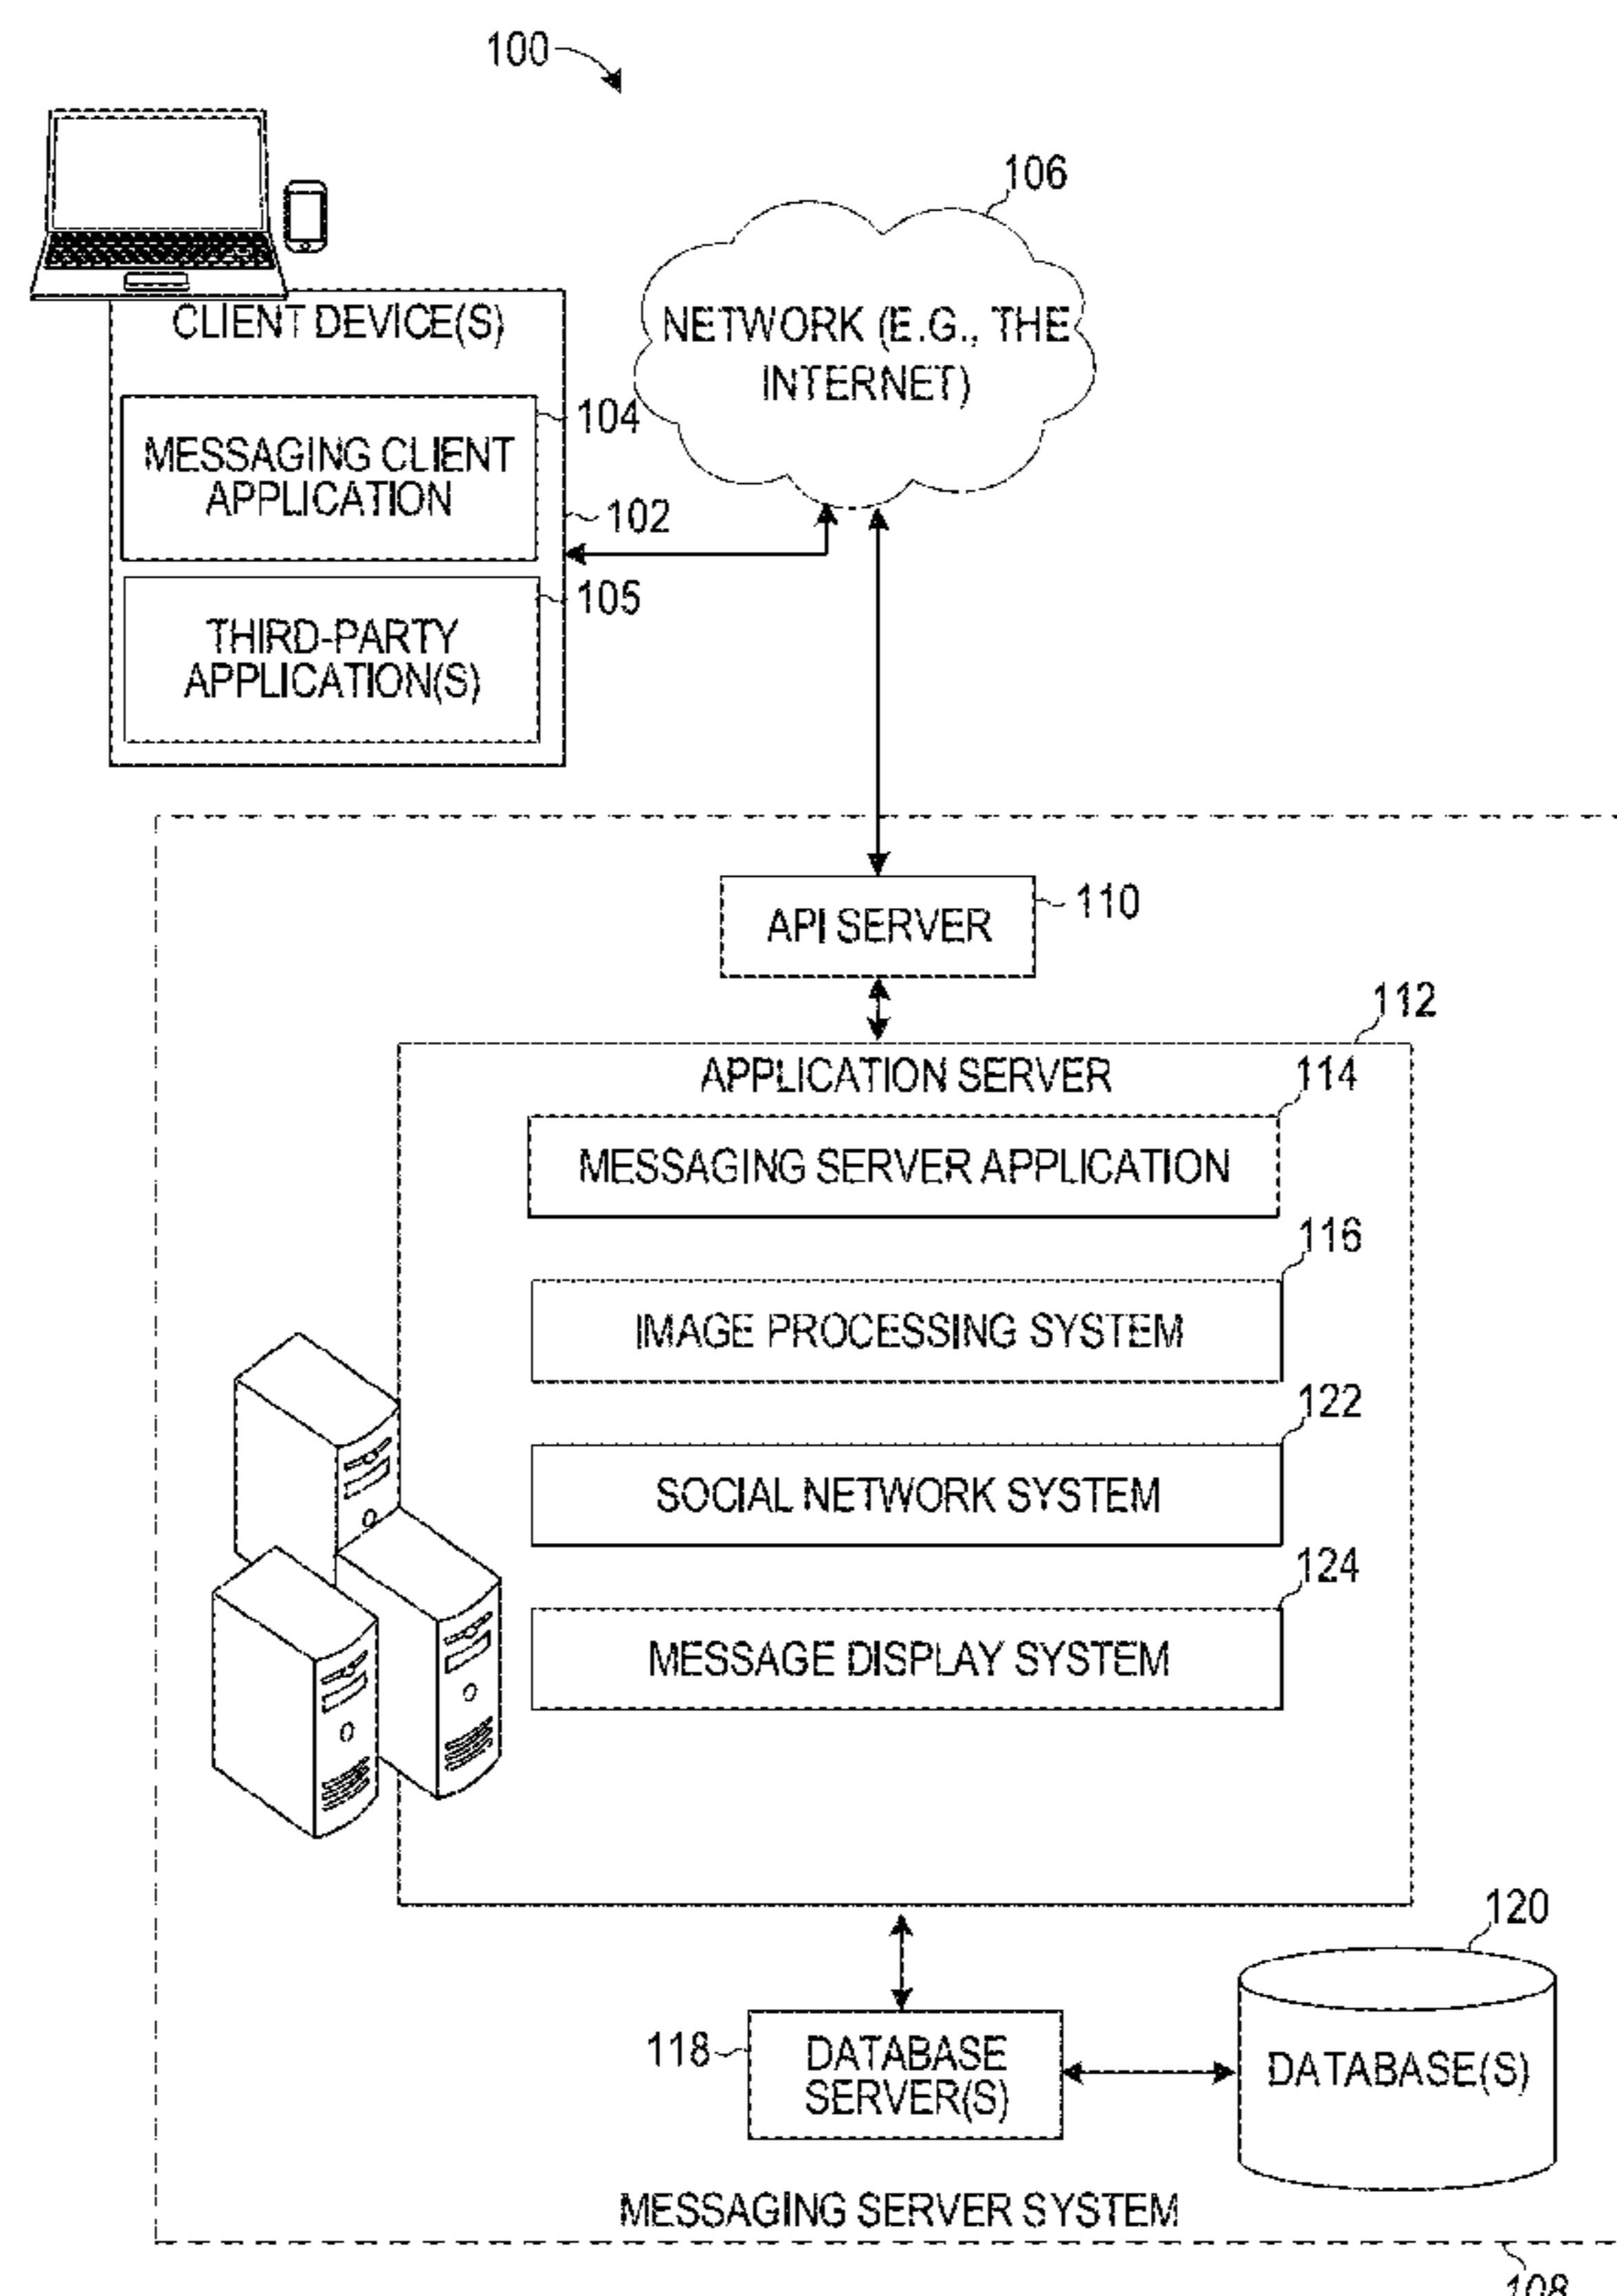 100
106
NETWORK (E.G., THE
INTERNET)
CLIENT DEVICE(S)
104
MESSAGING CLIENT
APPLICATION
102
105
THIRD-PARTY
APPLICATION(S)
API SERVER
110
112
APPLICATION SERVER
114
MESSAGING SERVER APPLICATION
116
IMAGE PROCESSING SYSTEM
122
SOCIAL NETWORK SYSTEM
124
MESSAGE DISPLAY SYSTEM
120
118
DATABASE
SERVER(S)
DATABASE(S)
MESSAGING SERVER SYSTEM
108